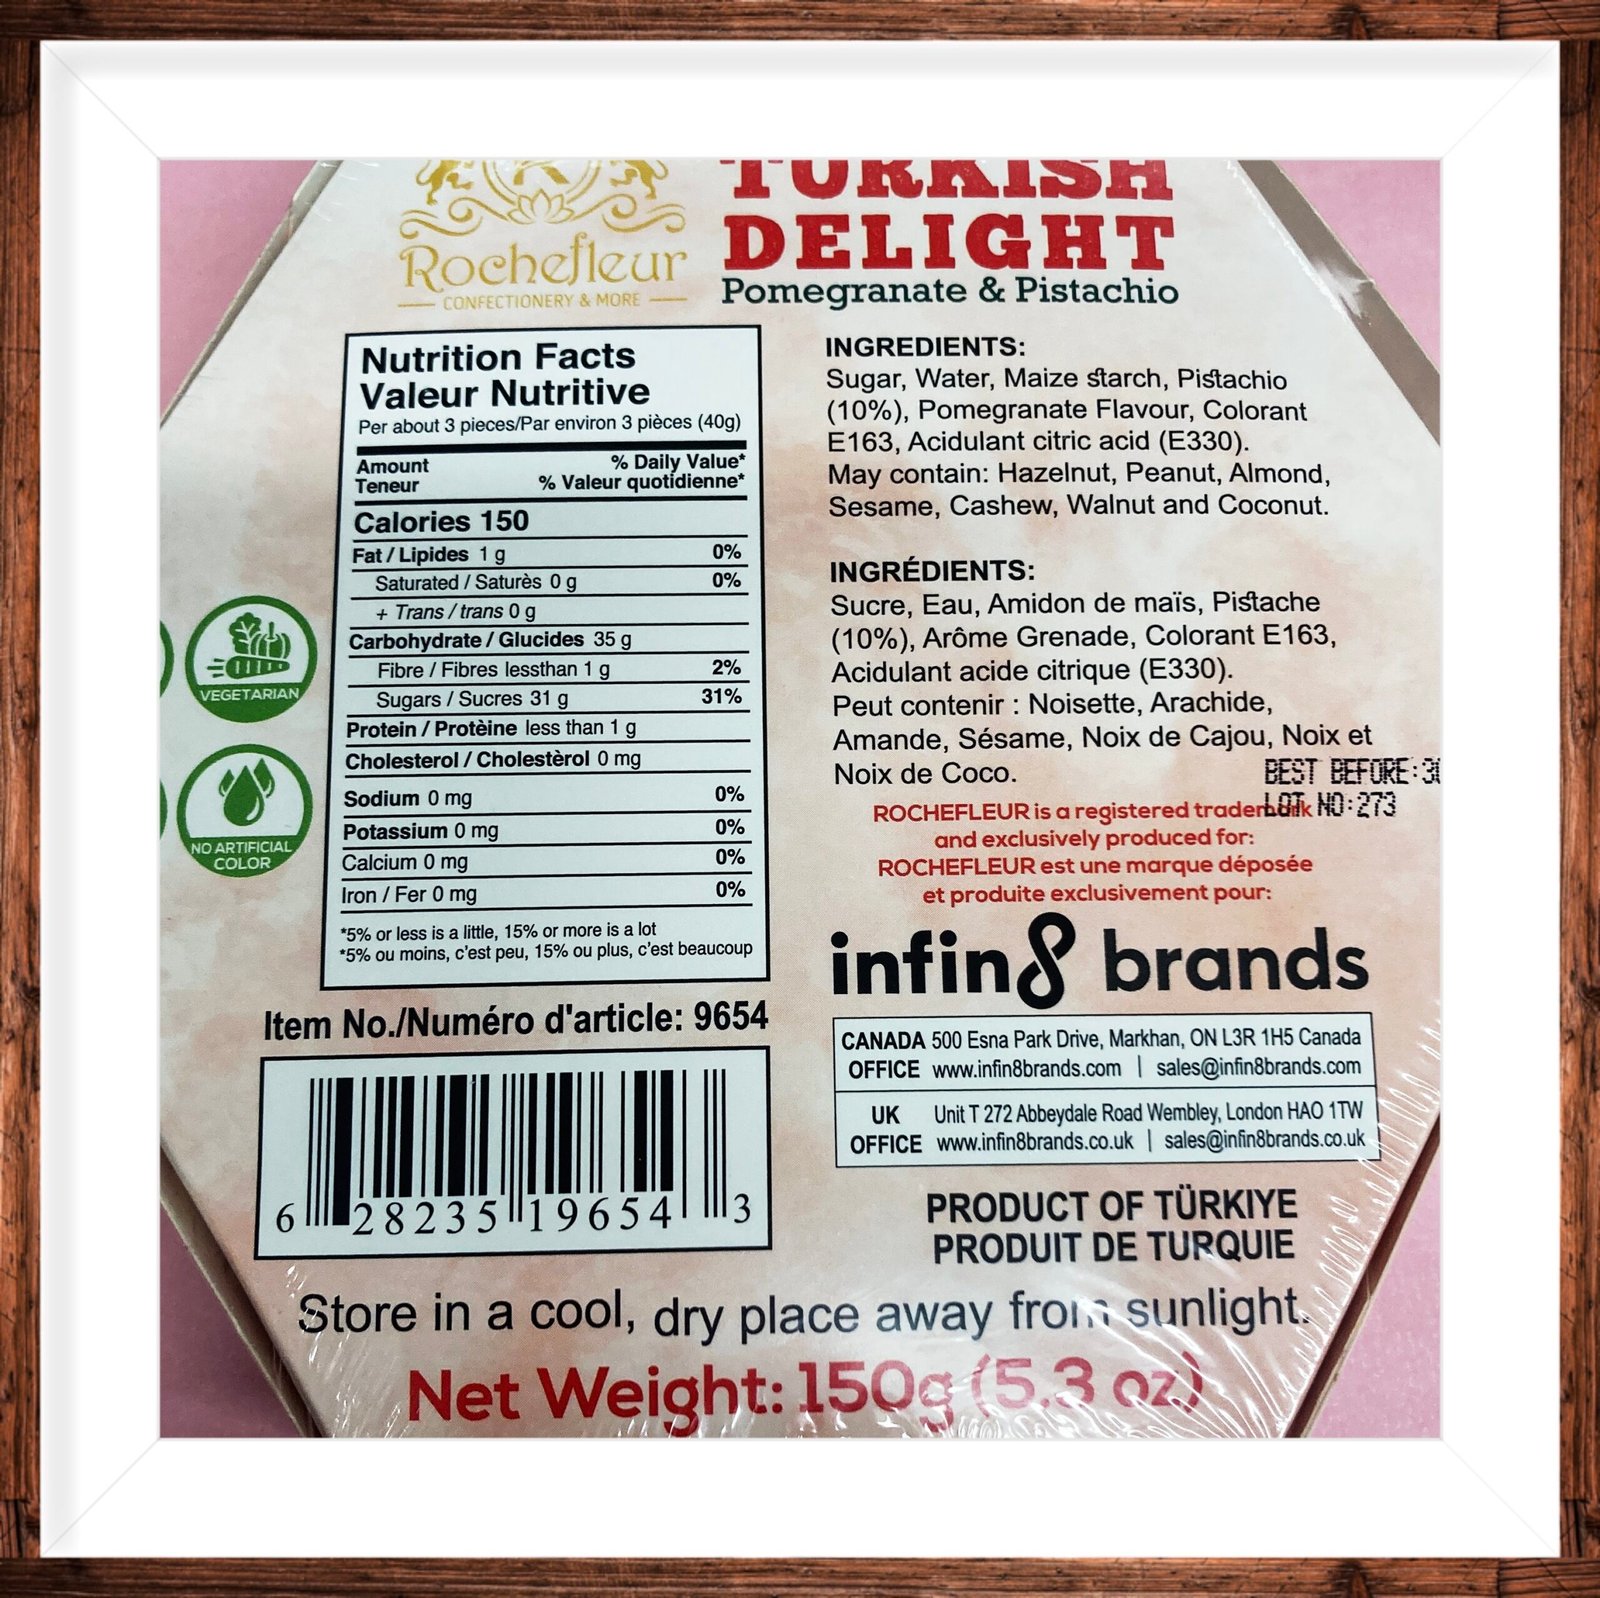 Rochefleur
CONFECTIONERY & MORE
TURKISH
DELIGHT
Pomegranate & Pistachio
Nutrition Facts
Valeur Nutritive
Per about 3 pieces/Par environ 3 pièces (40g)
Amount % Daily Value*
Teneur % Valeur quotidienne*
Calories 150
Fat / Lipides 1 g 0%
Saturated / Saturès 0 g 0%
+ Trans / trans 0 g
Carbohydrate / Glucides 35 g
Fibre / Fibres lessthan 1 g 2%
Sugars / Sucres 31 g 31%
Protein / Protèine less than 1 g
Cholesterol / Cholestèrol 0 mg
Sodium 0 mg 0%
Potassium 0 mg 0%
Calcium 0 mg 0%
Iron / Fer 0 mg 0%
*5% or less is a little, 15% or more is a lot
*5% ou moins, c'est peu, 15% ou plus, c'est beaucoup
VEGETARIAN
NO ARTIFICIAL
COLOR
Item No./Numéro d'article: 9654
6 28235 19654 3
INGREDIENTS:
Sugar, Water, Maize starch, Pistachio
(10%), Pomegranate Flavour, Colorant
E163, Acidulant citric acid (E330).
May contain: Hazelnut, Peanut, Almond,
Sesame, Cashew, Walnut and Coconut.
INGRÉDIENTS:
Sucre, Eau, Amidon de maïs, Pistache
(10%), Arôme Grenade, Colorant E163,
Acidulant acide citrique (E330).
Peut contenir : Noisette, Arachide,
Amande, Sésame, Noix de Cajou, Noix et
Noix de Coco.
BEST BEFORE:30
LOT NO:273
ROCHEFLEUR is a registered trademark
and exclusively produced for:
ROCHEFLEUR est une marque déposée
et produite exclusivement pour:
infin8 brands
CANADA 500 Esna Park Drive, Markhan, ON L3R 1H5 Canada
OFFICE www.infin8brands.com | sales@infin8brands.com
UK Unit T 272 Abbeydale Road Wembley, London HAO 1TW
OFFICE www.infin8brands.co.uk | sales@infin8brands.co.uk
PRODUCT OF TÜRKIYE
PRODUIT DE TURQUIE
Store in a cool, dry place away from sunlight.
Net Weight: 150g (5.3 oz)